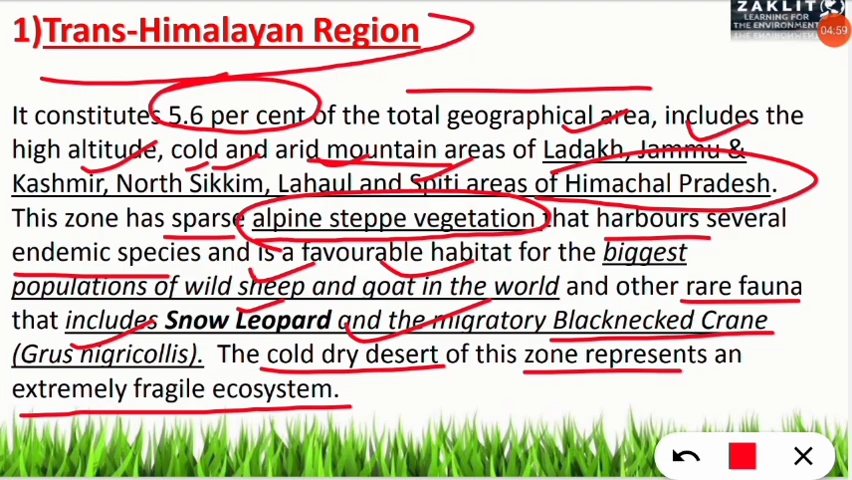 ZAKLIT
LEARNING FOR
THE ENVIRONMENT
04:59
1)Trans-Himalayan Region
It constitutes 5.6 per cent of the total geographical area, includes the
high altitude, cold and arid mountain areas of Ladakh, Jammu &
Kashmir, North Sikkim, Lahaul and Spiti areas of Himachal Pradesh.
This zone has sparse alpine steppe vegetation that harbours several
endemic species and is a favourable habitat for the biggest
populations of wild sheep and goat in the world and other rare fauna
that includes Snow Leopard and the migratory Blacknecked Crane
(Grus nigricollis). The cold dry desert of this zone represents an
extremely fragile ecosystem.